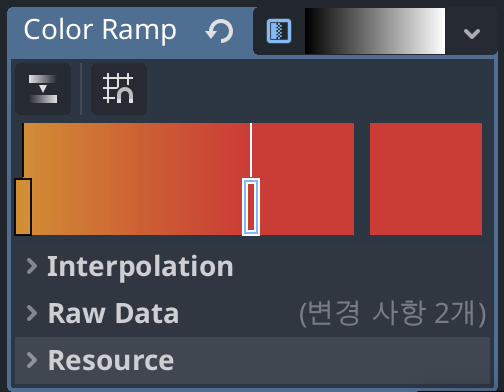 Color Ramp
Interpolation
Raw Data (변경 사항 2개)
Resource